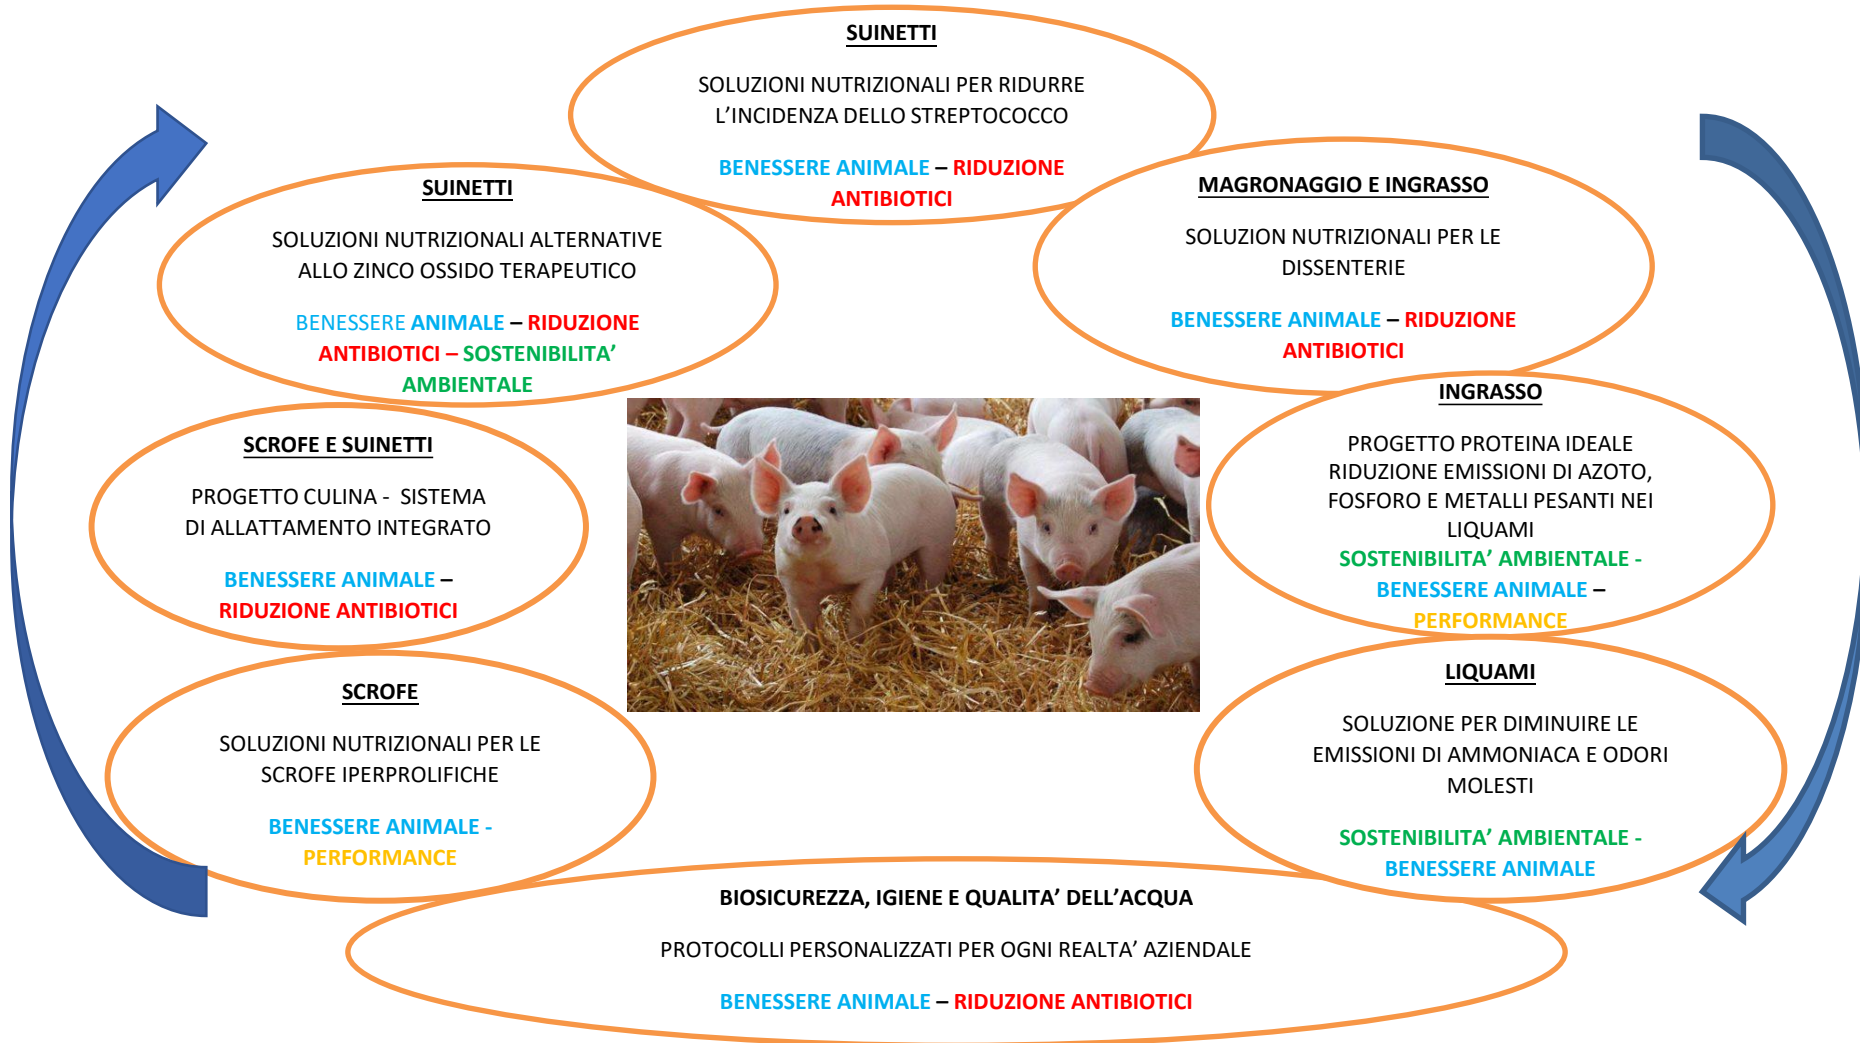 SUINETTI
SOLUZIONI NUTRIZIONALI PER RIDURRE
L'INCIDENZA DELLO STREPTOCOCCO
BENESSERE ANIMALE – RIDUZIONE
ANTIBIOTICI
SUINETTI
SOLUZIONI NUTRIZIONALI ALTERNATIVE
ALLO ZINCO OSSIDO TERAPEUTICO
BENESSERE ANIMALE – RIDUZIONE
ANTIBIOTICI – SOSTENIBILITA'
AMBIENTALE
MAGRONAGGIO E INGRASSO
SOLUZION NUTRIZIONALI PER LE
DISSENTERIE
BENESSERE ANIMALE – RIDUZIONE
ANTIBIOTICI
SCROFE E SUINETTI
PROGETTO CULINA - SISTEMA
DI ALLATTAMENTO INTEGRATO
BENESSERE ANIMALE –
RIDUZIONE ANTIBIOTICI
INGRASSO
PROGETTO PROTEINA IDEALE
RIDUZIONE EMISSIONI DI AZOTO,
FOSFORO E METALLI PESANTI NEI
LIQUAMI
SOSTENIBILITA' AMBIENTALE -
BENESSERE ANIMALE –
PERFORMANCE
SCROFE
SOLUZIONI NUTRIZIONALI PER LE
SCROFE IPERPROLIFICHE
BENESSERE ANIMALE -
PERFORMANCE
LIQUAMI
SOLUZIONE PER DIMINUIRE LE
EMISSIONI DI AMMONIACA E ODORI
MOLESTI
SOSTENIBILITA' AMBIENTALE -
BENESSERE ANIMALE
BIOSICUREZZA, IGIENE E QUALITA' DELL'ACQUA
PROTOCOLLI PERSONALIZZATI PER OGNI REALTA' AZIENDALE
BENESSERE ANIMALE – RIDUZIONE ANTIBIOTICI